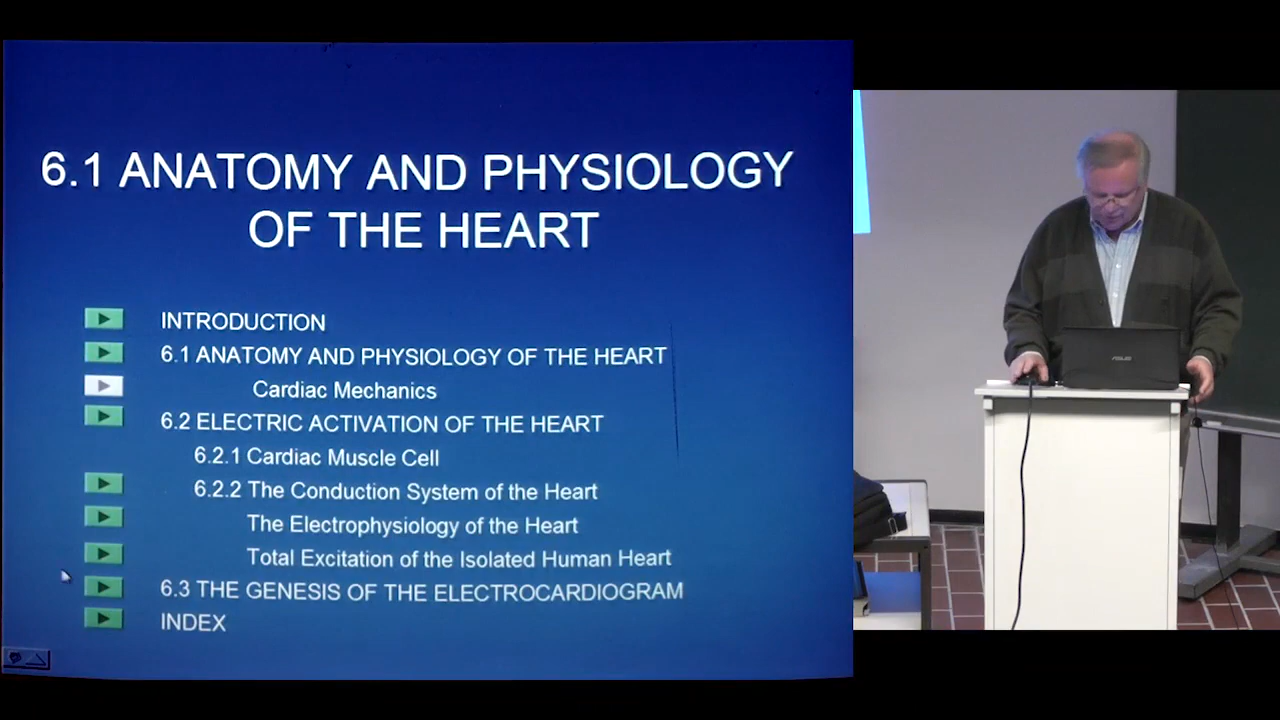 6.1 ANATOMY AND PHYSIOLOGY
OF THE HEART
INTRODUCTION
6.1 ANATOMY AND PHYSIOLOGY OF THE HEART
Cardiac Mechanics
6.2 ELECTRIC ACTIVATION OF THE HEART
6.2.1 Cardiac Muscle Cell
6.2.2 The Conduction System of the Heart
The Electrophysiology of the Heart
Total Excitation of the Isolated Human Heart
6.3 THE GENESIS OF THE ELECTROCARDIOGRAM
INDEX
ASUS